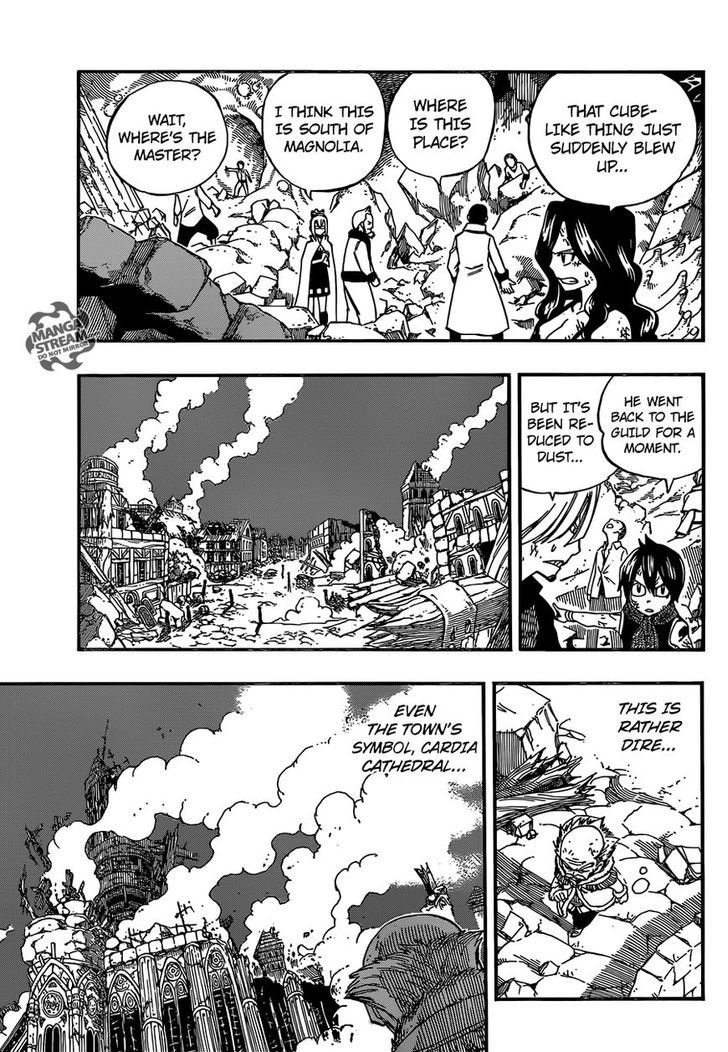 THAT CUBE-
LIKE THING JUST
SUDDENLY BLEW
UP...
WHERE
IS THIS
PLACE?
I THINK THIS
IS SOUTH OF
MAGNOLIA.
WAIT,
WHERE'S THE
MASTER?
MANGA
STREAM
DO NOT MIRROR
HE WENT
BACK TO THE
GUILD FOR A
MOMENT.
BUT IT'S
BEEN RE-
DUCED TO
DUST...
THIS IS
RATHER
DIRE...
EVEN
THE TOWN'S
SYMBOL, CARDIA
CATHEDRAL...